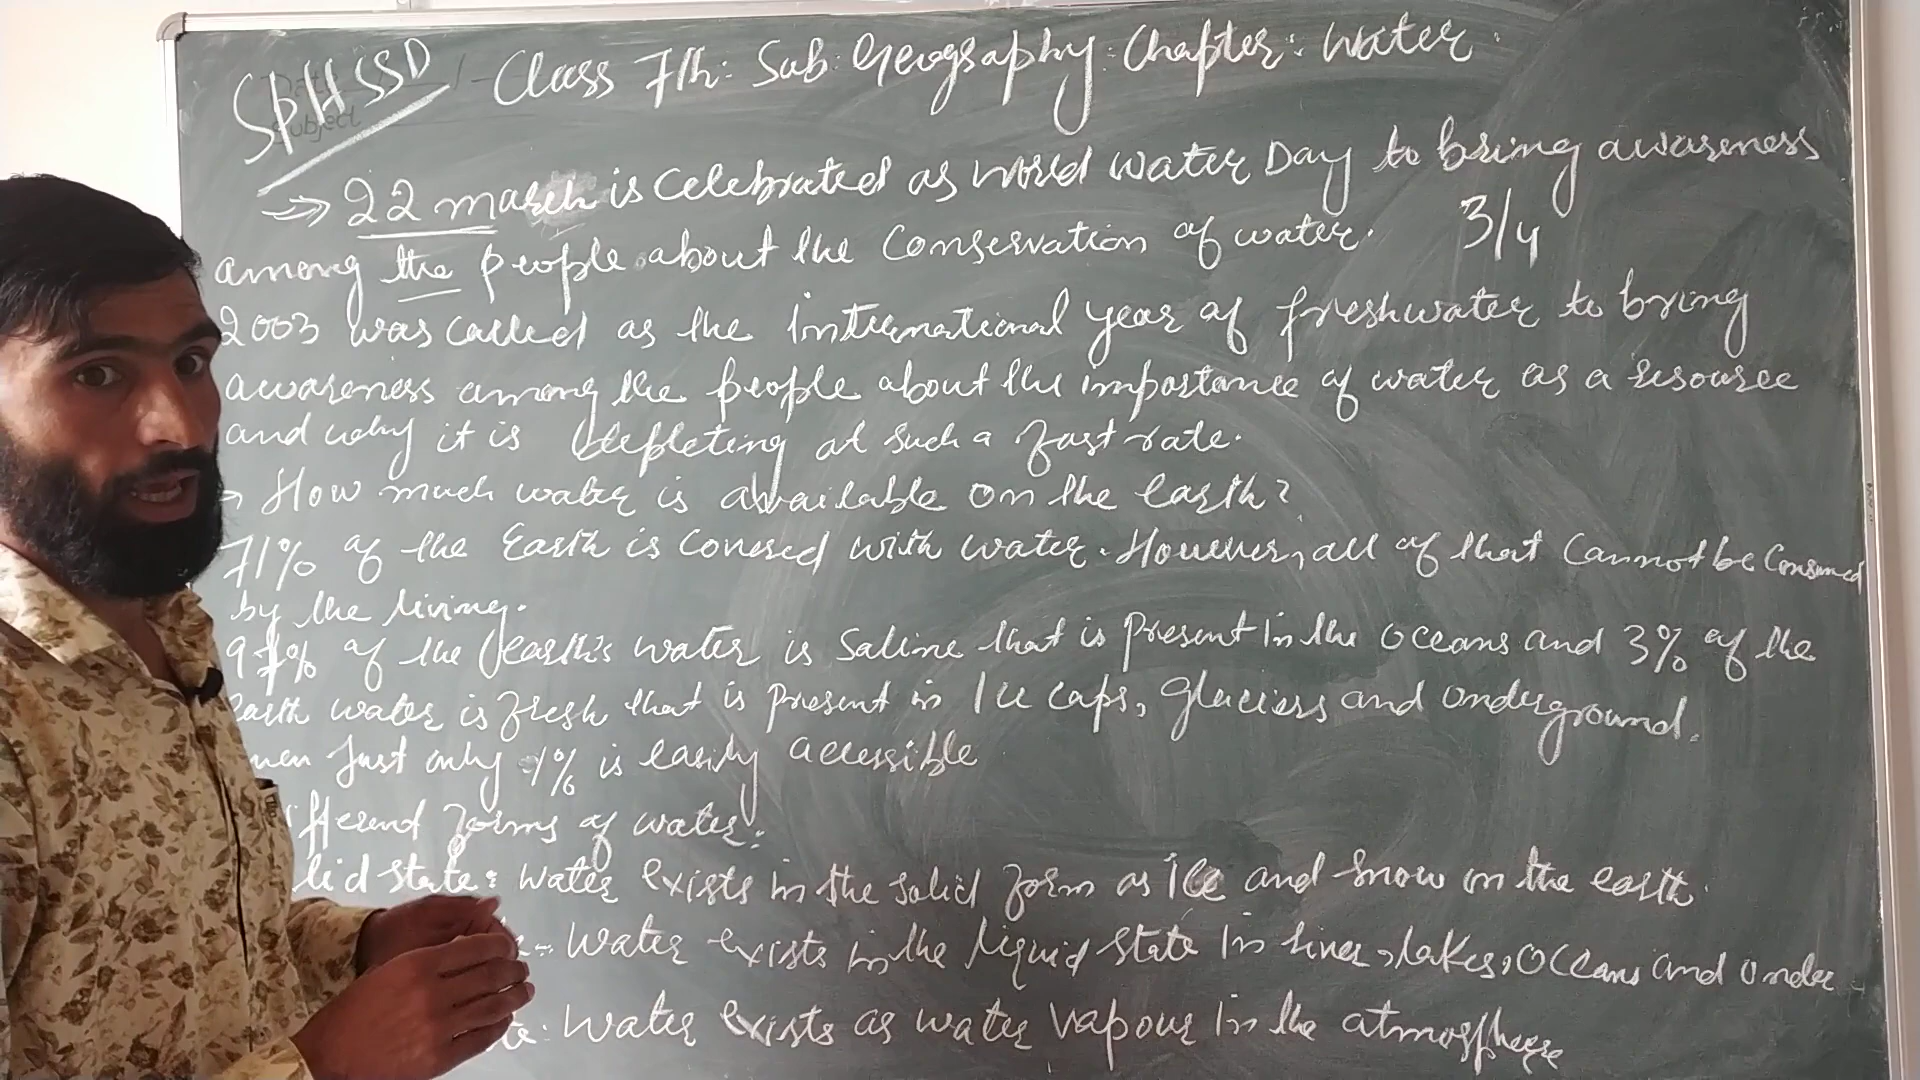 SPHSSD Class 7th: Sub: Geography: Chapter: Water
Subject
⇒ 22 march is celebrated as world water Day to bring awareness
among the people about the conservation of water. 3/4
2003 was called as the International year of freshwater to bring
awareness among the people about the importance of water as a resource
and why it is depleting at such a fast rate.
→ How much water is available on the earth?
71% of the Earth is covered with water. However, all of that cannot be consumed
by the living.
97% of the earth's water is saline that is present in the oceans and 3% of the
Earth water is fresh that is present in Ice caps, glaciers and underground.
Just only 1% is easily accessible
fferent forms of water:
lid state: water exists in the solid form as ice and snow on the earth.
Water exists in the liquid state in river, lakes, oceans and under
Water exists as water vapour in the atmosphere